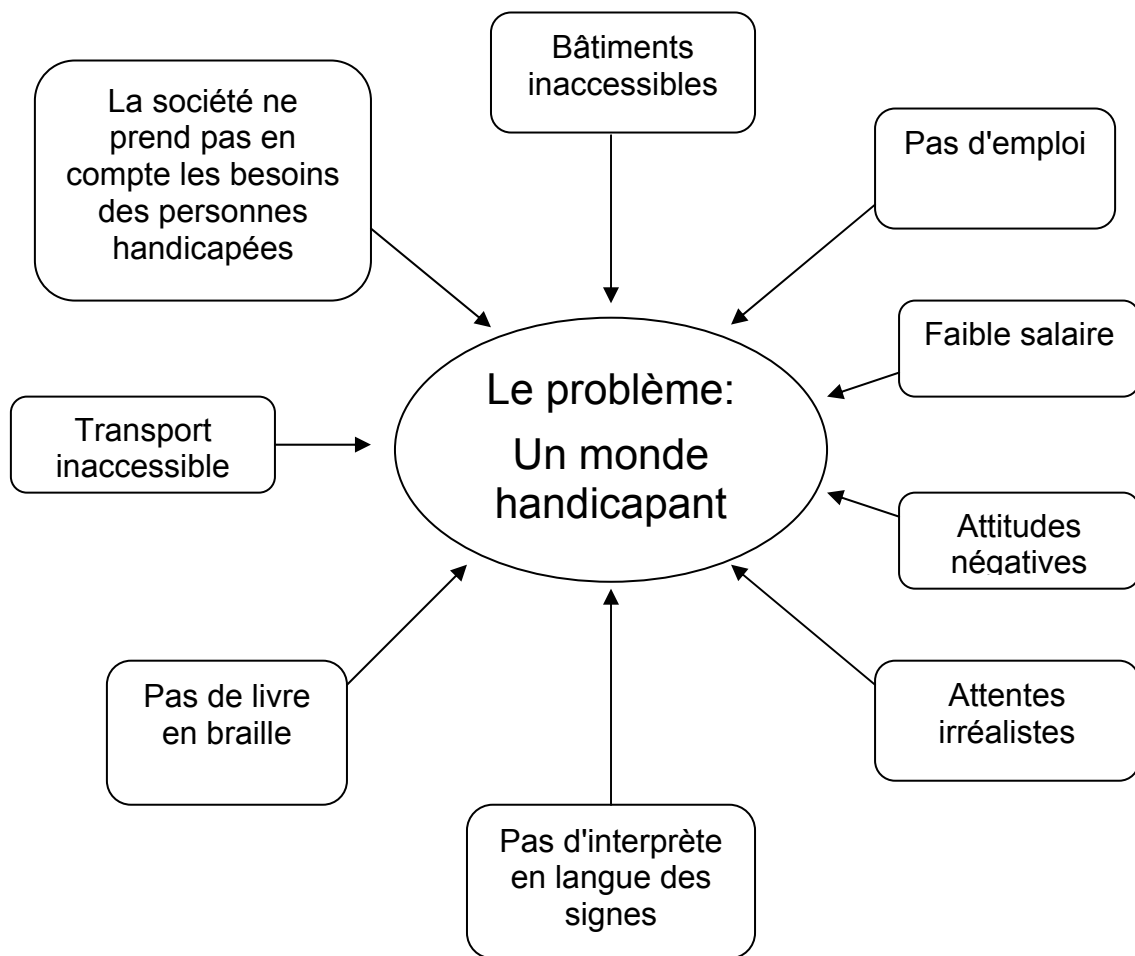 Bâtiments
inaccessibles
La société ne
prend pas en
compte les besoins
des personnes
handicapées
Pas d'emploi
Faible salaire
Le problème:
Un monde
handicapant
Transport
inaccessible
Attitudes
négatives
Pas de livre
en braille
Attentes
irréalistes
Pas d'interprète
en langue des
signes